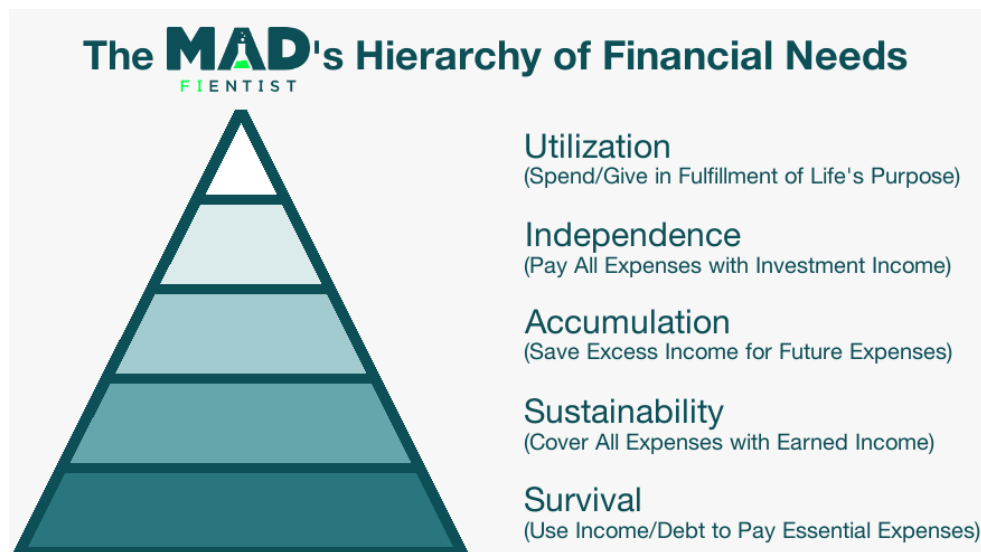 The MAD's Hierarchy of Financial Needs
FIENTIST
Utilization
(Spend/Give in Fulfillment of Life's Purpose)
Independence
(Pay All Expenses with Investment Income)
Accumulation
(Save Excess Income for Future Expenses)
Sustainability
(Cover All Expenses with Earned Income)
Survival
(Use Income/Debt to Pay Essential Expenses)